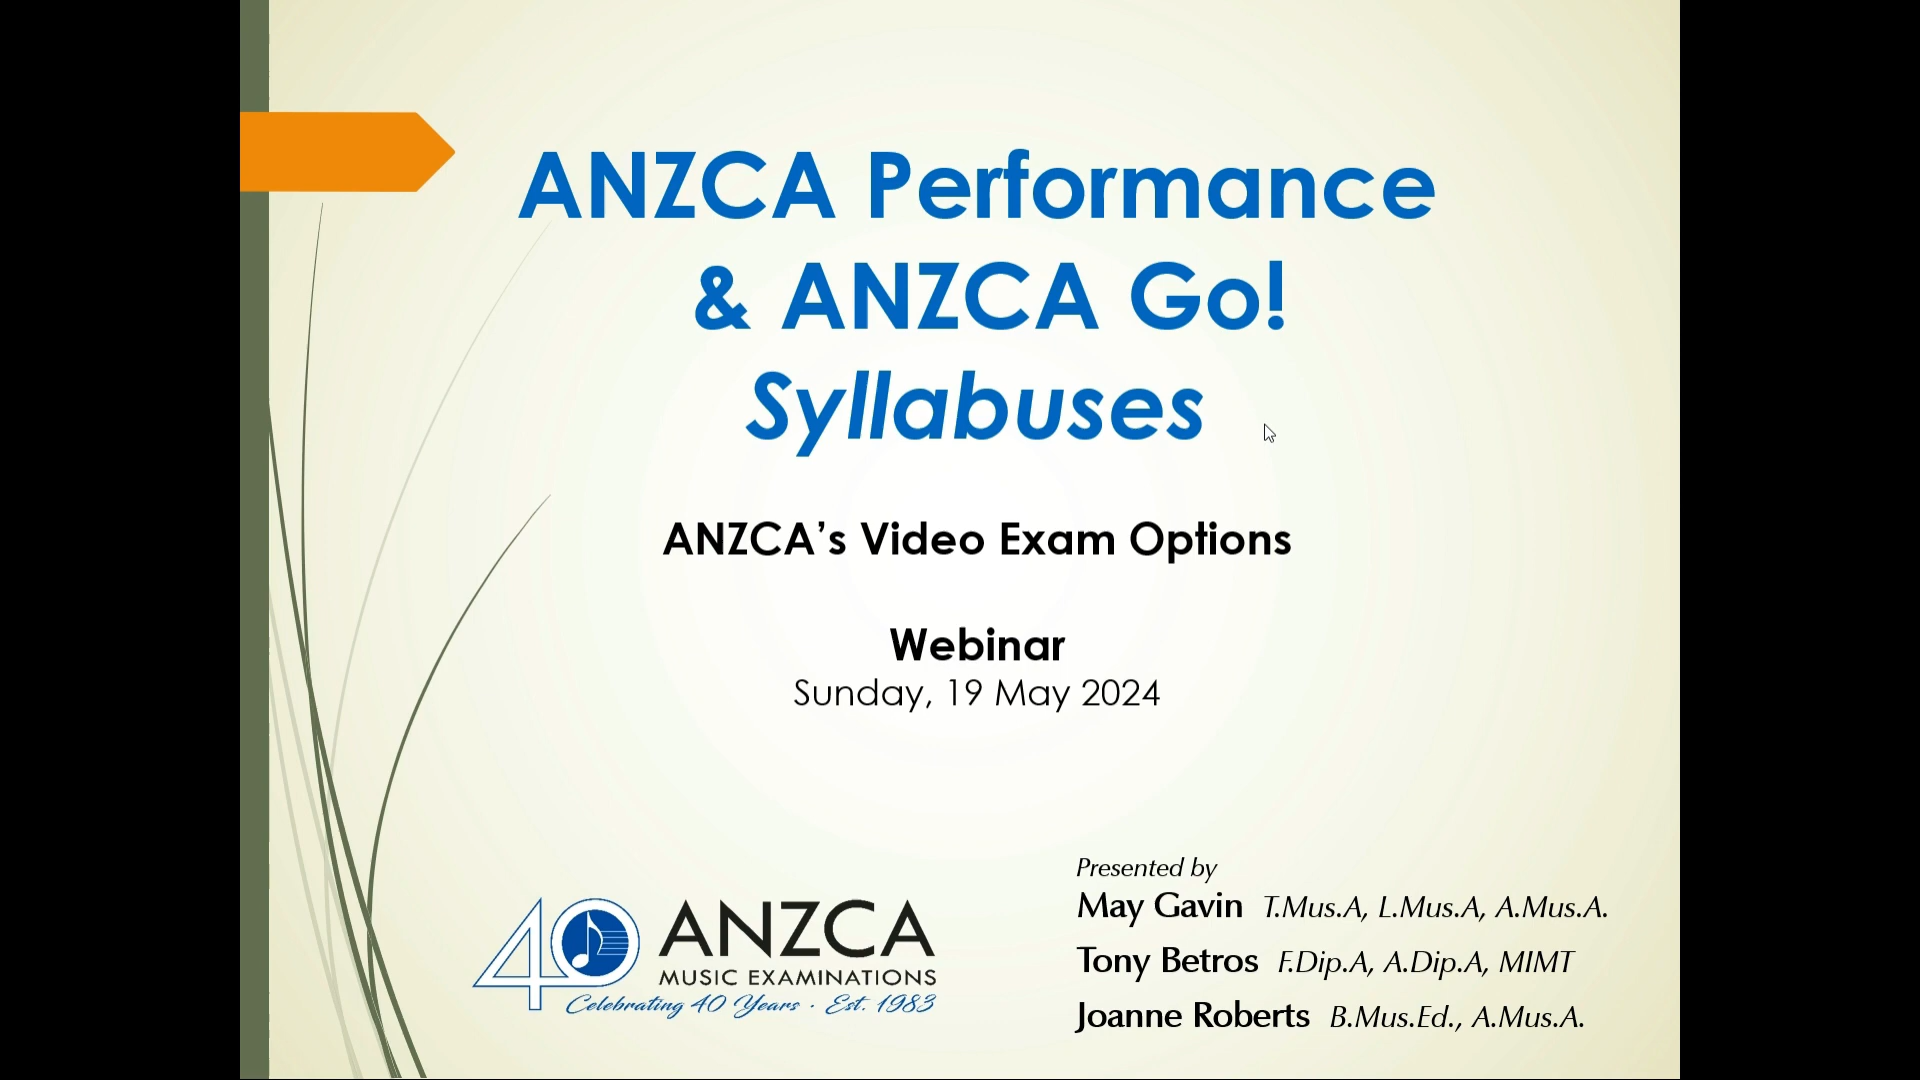 ANZCA Performance
& ANZCA Go!
Syllabuses
ANZCA’s Video Exam Options
Webinar
Sunday, 19 May 2024
40 ANZCA
MUSIC EXAMINATIONS
Celebrating 40 Years · Est. 1983
Presented by
May Gavin T.Mus.A, L.Mus.A, A.Mus.A.
Tony Betros F.Dip.A, A.Dip.A, MIMT
Joanne Roberts B.Mus.Ed., A.Mus.A.